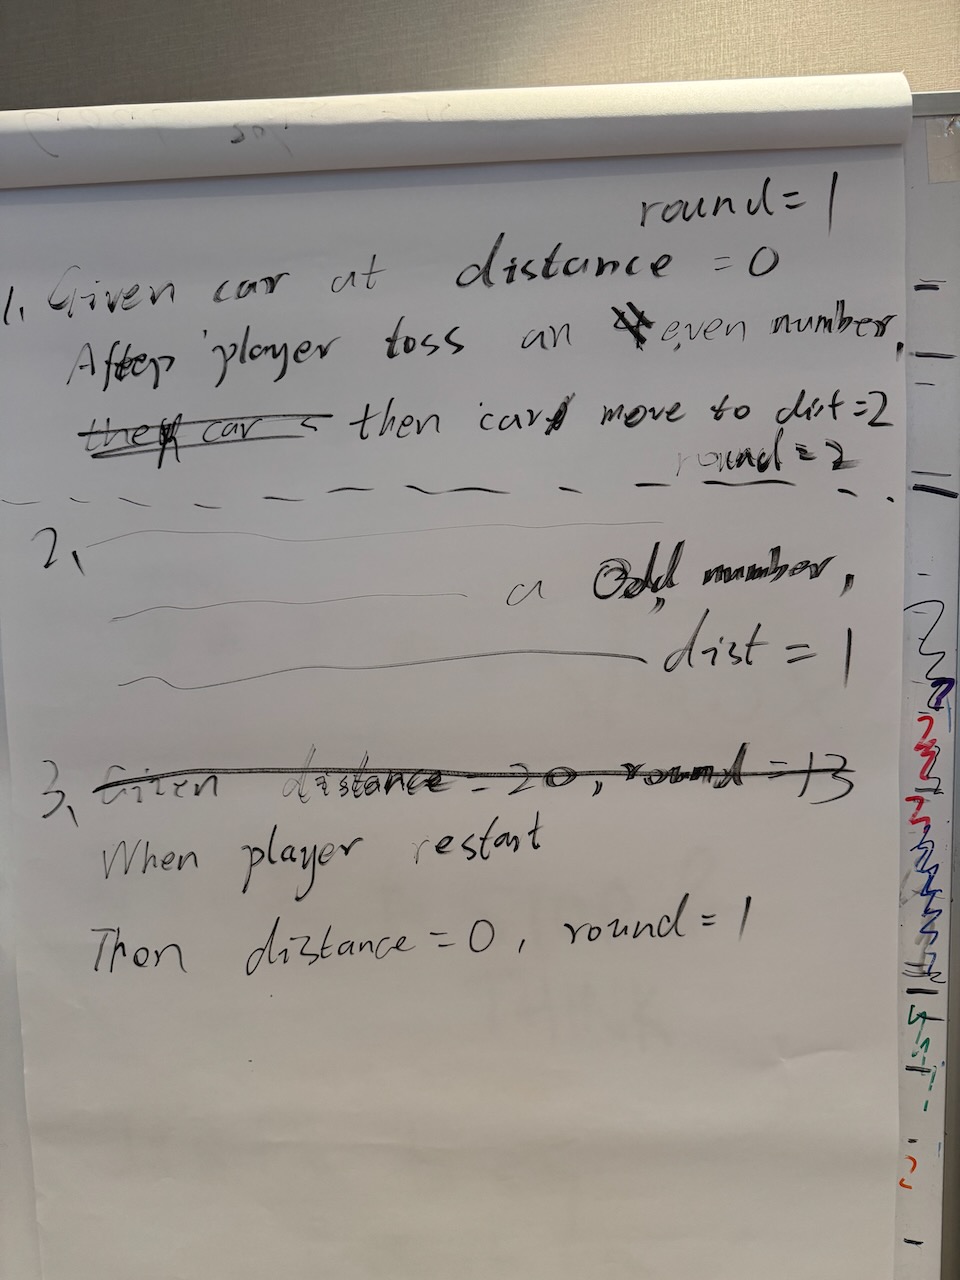 round = 1
1. Given car at distance = 0
After player toss an even number,
then car then car move to dist = 2
round = 2
2.
a Odd number,
dist = 1
3. Given distance = 20, round = 13
When player restart
Then distance = 0, round = 1